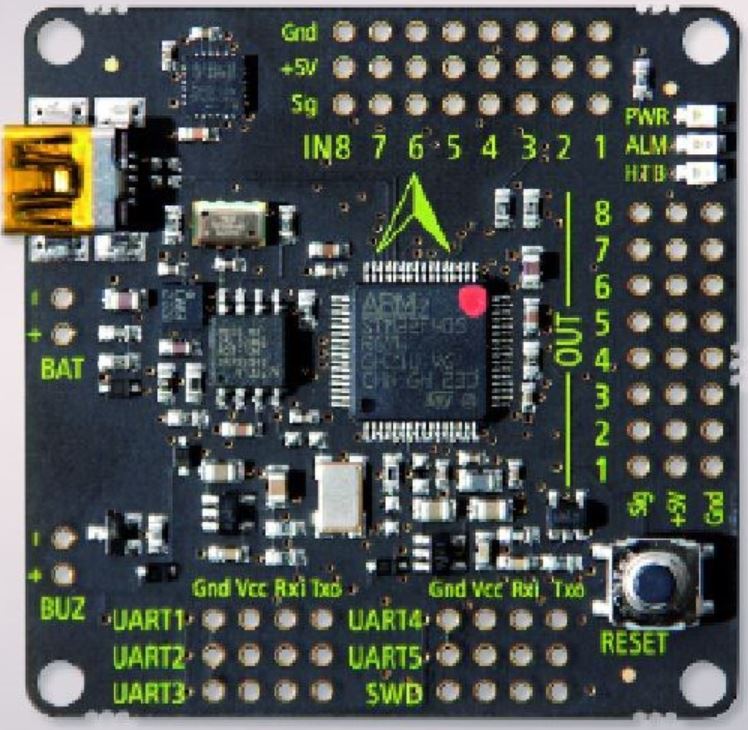 Gnd
+5V
Sg
IN8 7 6 5 4 3 2 1
PWR
ALM
HTB
8
7
6
5
4
3
2
1
OUT
Sg +5V Gnd
-
+
BAT
ARM
STM32F405
-
+
BUZ
Gnd Vcc Rxi Txo
UART1
UART2
UART3
Gnd Vcc Rxi Txo
UART4
UART5
SWD
RESET